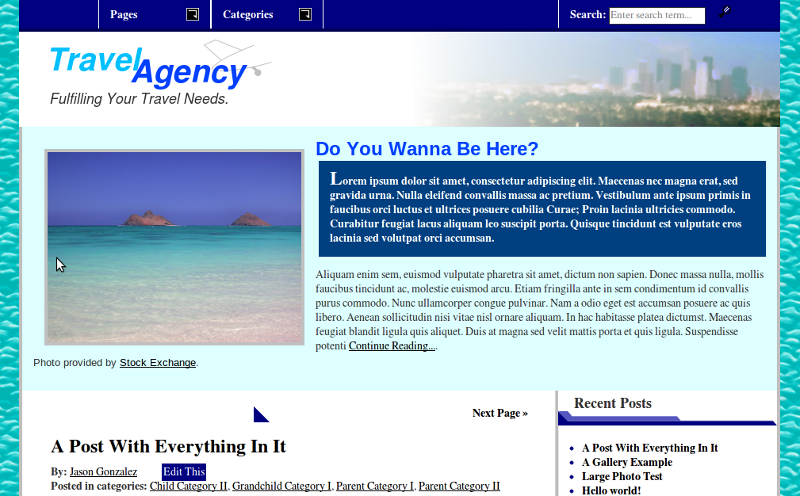 Pages
Categories
Search: Enter search term...
Travel
Agency
Fulfilling Your Travel Needs.
Do You Wanna Be Here?
Lorem ipsum dolor sit amet, consectetur adipiscing elit. Maecenas nec magna erat, sed
gravida urna. Nulla eleifend convallis massa ac pretium. Vestibulum ante ipsum primis in
faucibus orci luctus et ultrices posuere cubilia Curae; Proin lacinia ultricies commodo.
Curabitur feugiat lacus aliquam leo suscipit porta. Quisque tincidunt est vulputate eros
lacinia sed volutpat orci accumsan.
Aliquam enim sem, euismod vulputate pharetra sit amet, dictum non sapien. Donec massa nulla, mollis
faucibus tincidunt ac, molestie euismod arcu. Etiam fringilla ante in sem condimentum id convallis
purus commodo. Nunc ullamcorper congue pulvinar. Nam a odio eget est accumsan posuere ac quis
libero. Aenean sollicitudin nisi vitae nisl ornare aliquam. In hac habitasse platea dictumst. Maecenas
feugiat blandit ligula quis aliquet. Duis at magna sed velit mattis porta et quis ligula. Suspendisse
potenti Continue Reading....
Photo provided by Stock Exchange.
Next Page »
A Post With Everything In It
By: Jason Gonzalez Edit This
Posted in categories: Child Category II, Grandchild Category I, Parent Category I, Parent Category II
Recent Posts
A Post With Everything In It
A Gallery Example
Large Photo Test
Hello world!